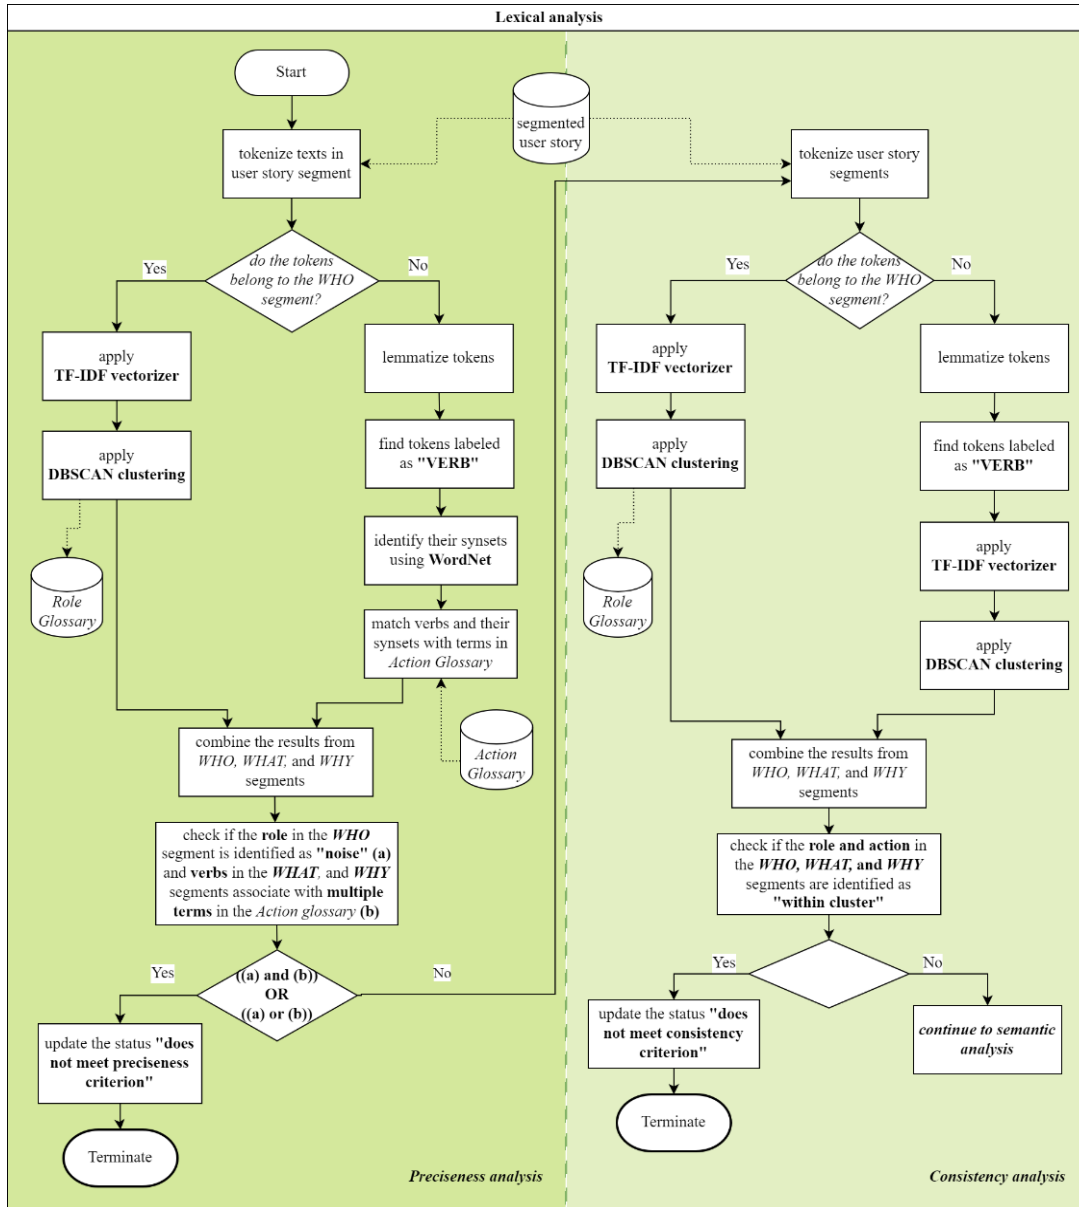 Lexical analysis
Start
segmented
user story
tokenize texts in
user story segment
do the tokens
belong to the WHO
segment?
Yes
No
apply
TF-IDF vectorizer
apply
DBSCAN clustering
Role
Glossary
lemmatize tokens
find tokens labeled
as "VERB"
identify their synsets
using WordNet
match verbs and their
synsets with terms in
Action Glossary
Action
Glossary
combine the results from
WHO, WHAT, and WHY
segments
check if the role in the WHO
segment is identified as "noise" (a)
and verbs in the WHAT, and WHY
segments associate with multiple
terms in the Action glossary (b)
((a) and (b))
OR
((a) or (b))
Yes
No
update the status "does
not meet preciseness
criterion"
Terminate
Preciseness analysis
tokenize user story
segments
do the tokens
belong to the WHO
segment?
Yes
No
apply
TF-IDF vectorizer
apply
DBSCAN clustering
Role
Glossary
lemmatize tokens
find tokens labeled
as "VERB"
apply
TF-IDF vectorizer
apply
DBSCAN clustering
combine the results from
WHO, WHAT, and WHY
segments
check if the role and action in
the WHO, WHAT, and WHY
segments are identified as
"within cluster"
Yes
No
update the status "does
not meet consistency
criterion"
continue to semantic
analysis
Terminate
Consistency analysis